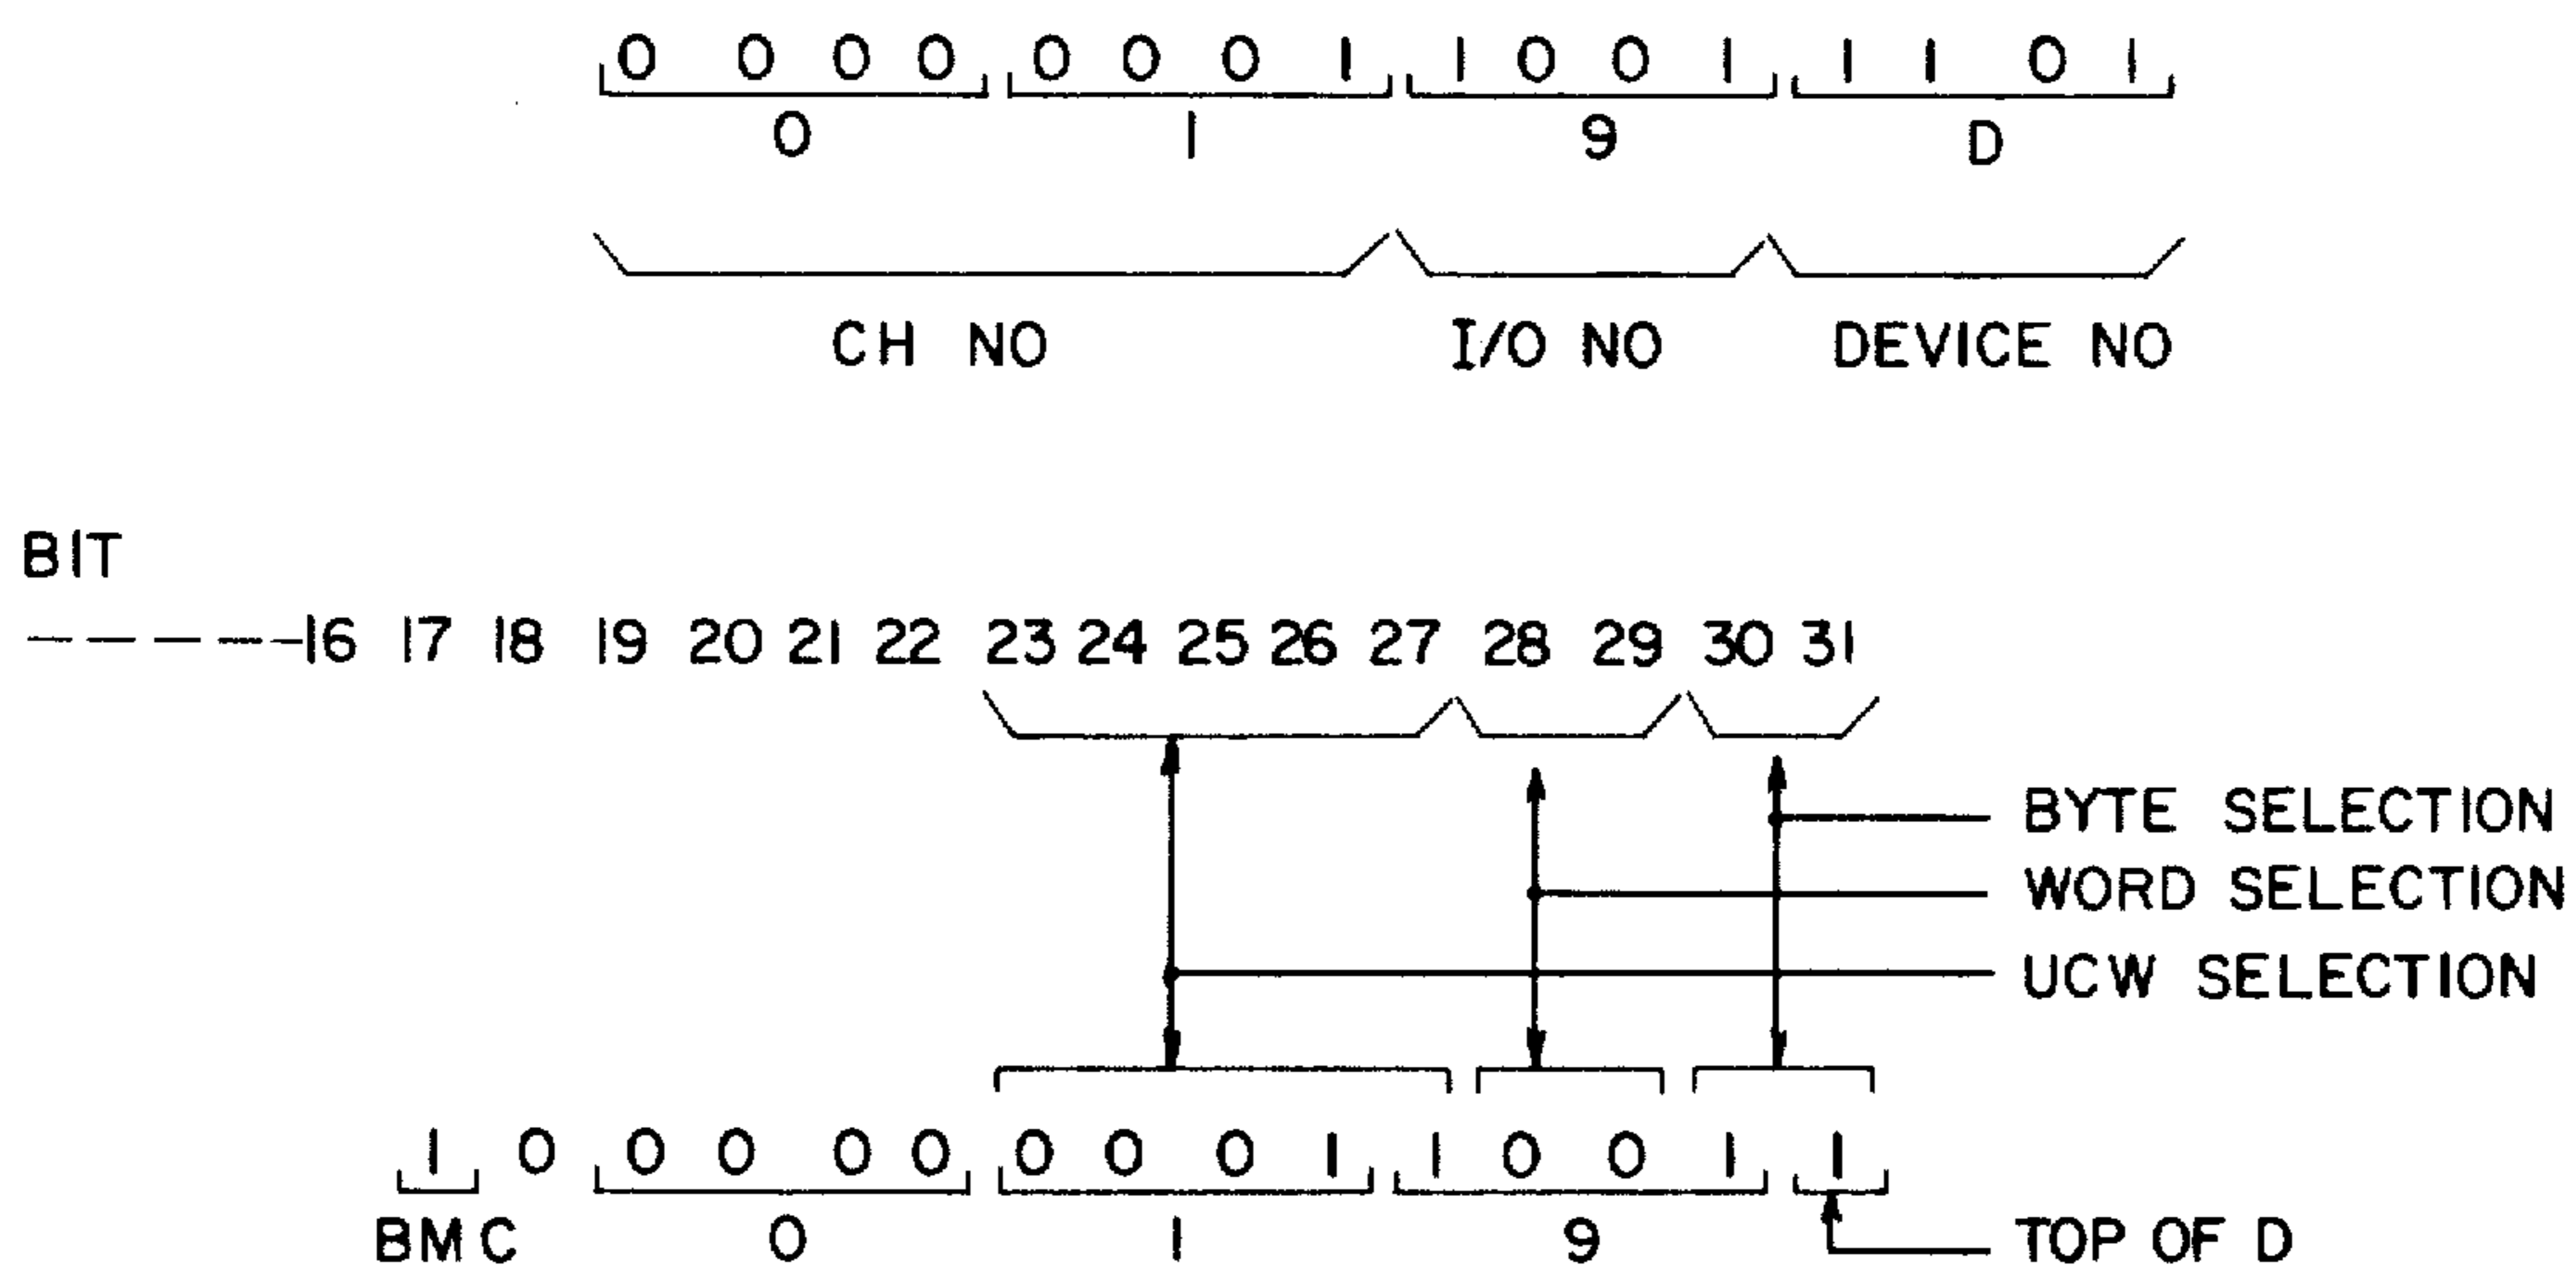 0 0 0 0 0 0 0 1 1 0 0 1 1 1 0 1
0 1 9 D
CH NO I/O NO DEVICE NO
BIT
16 17 18 19 20 21 22 23 24 25 26 27 28 29 30 31
BYTE SELECTION
WORD SELECTION
UCW SELECTION
1 0 0 0 0 0 0 0 0 1 1 0 0 1 1
BMC 0 1 9 TOP OF D